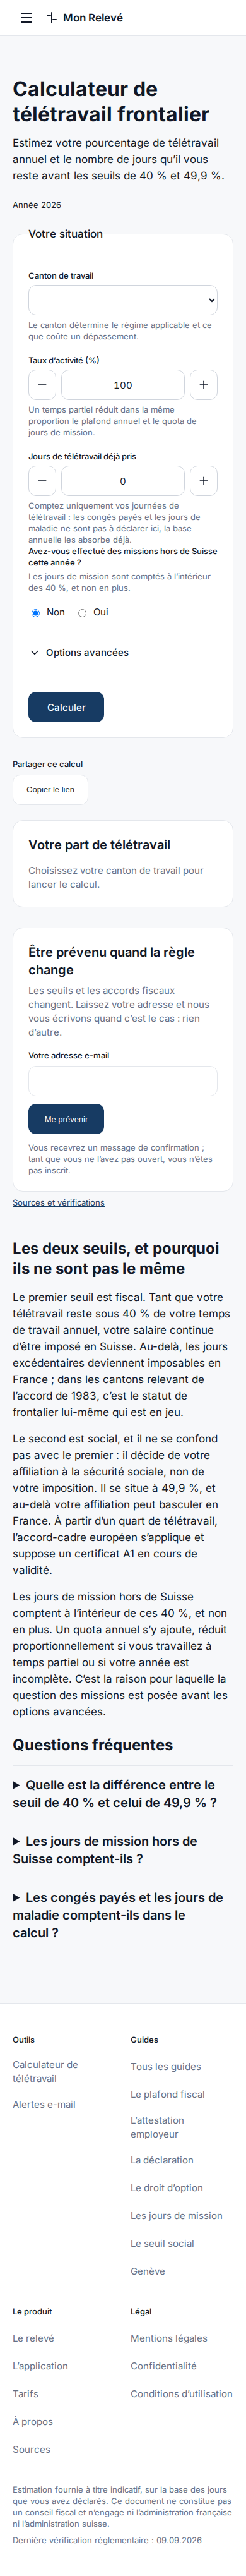 Mon Relevé
Calculateur de
télétravail frontalier
Estimez votre pourcentage de télétravail
annuel et le nombre de jours qu’il vous
reste avant les seuils de 40 % et 49,9 %.
Année 2026
Votre situation
Canton de travail
Le canton détermine le régime applicable et ce
que coûte un dépassement.
Taux d’activité (%)
100
Un temps partiel réduit dans la même
proportion le plafond annuel et le quota de
jours de mission.
Jours de télétravail déjà pris
0
Comptez uniquement vos journées de
télétravail : les congés payés et les jours de
maladie ne sont pas à déclarer ici, la base
annuelle les absorbe déjà.
Avez-vous effectué des missions hors de Suisse
cette année ?
Les jours de mission sont comptés à l’intérieur
des 40 %, et non en plus.
Non Oui
Options avancées
Calculer
Partager ce calcul
Copier le lien
Votre part de télétravail
Choisissez votre canton de travail pour
lancer le calcul.
Être prévenu quand la règle
change
Les seuils et les accords fiscaux
changent. Laissez votre adresse et nous
vous écrivons quand c’est le cas : rien
d’autre.
Votre adresse e-mail
Me prévenir
Vous recevrez un message de confirmation ;
tant que vous ne l’avez pas ouvert, vous n’êtes
pas inscrit.
Sources et vérifications
Les deux seuils, et pourquoi
ils ne sont pas le même
Le premier seuil est fiscal. Tant que votre
télétravail reste sous 40 % de votre temps
de travail annuel, votre salaire continue
d’être imposé en Suisse. Au-delà, les jours
excédentaires deviennent imposables en
France ; dans les cantons relevant de
l’accord de 1983, c’est le statut de
frontalier lui-même qui est en jeu.
Le second est social, et il ne se confond
pas avec le premier : il décide de votre
affiliation à la sécurité sociale, non de
votre imposition. Il se situe à 49,9 %, et
au-delà votre affiliation peut basculer en
France. À partir d’un quart de télétravail,
l’accord-cadre européen s’applique et
suppose un certificat A1 en cours de
validité.
Les jours de mission hors de Suisse
comptent à l’intérieur de ces 40 %, et non
en plus. Un quota annuel s’y ajoute, réduit
proportionnellement si vous travaillez à
temps partiel ou si votre année est
incomplète. C’est la raison pour laquelle la
question des missions est posée avant les
options avancées.
Questions fréquentes
Quelle est la différence entre le
seuil de 40 % et celui de 49,9 % ?
Les jours de mission hors de
Suisse comptent-ils ?
Les congés payés et les jours de
maladie comptent-ils dans le
calcul ?
Outils
Calculateur de
télétravail
Alertes e-mail
Guides
Tous les guides
Le plafond fiscal
L’attestation
employeur
La déclaration
Le droit d’option
Les jours de mission
Le seuil social
Genève
Le produit
Le relevé
L’application
Tarifs
À propos
Sources
Légal
Mentions légales
Confidentialité
Conditions d’utilisation
Estimation fournie à titre indicatif, sur la base des jours
que vous avez déclarés. Ce document ne constitue pas
un conseil fiscal et n’engage ni l’administration française
ni l’administration suisse.
Dernière vérification réglementaire : 09.09.2026